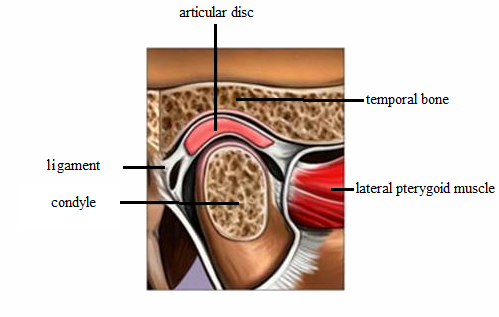 articular disc
temporal bone
ligament
lateral pterygoid muscle
condyle